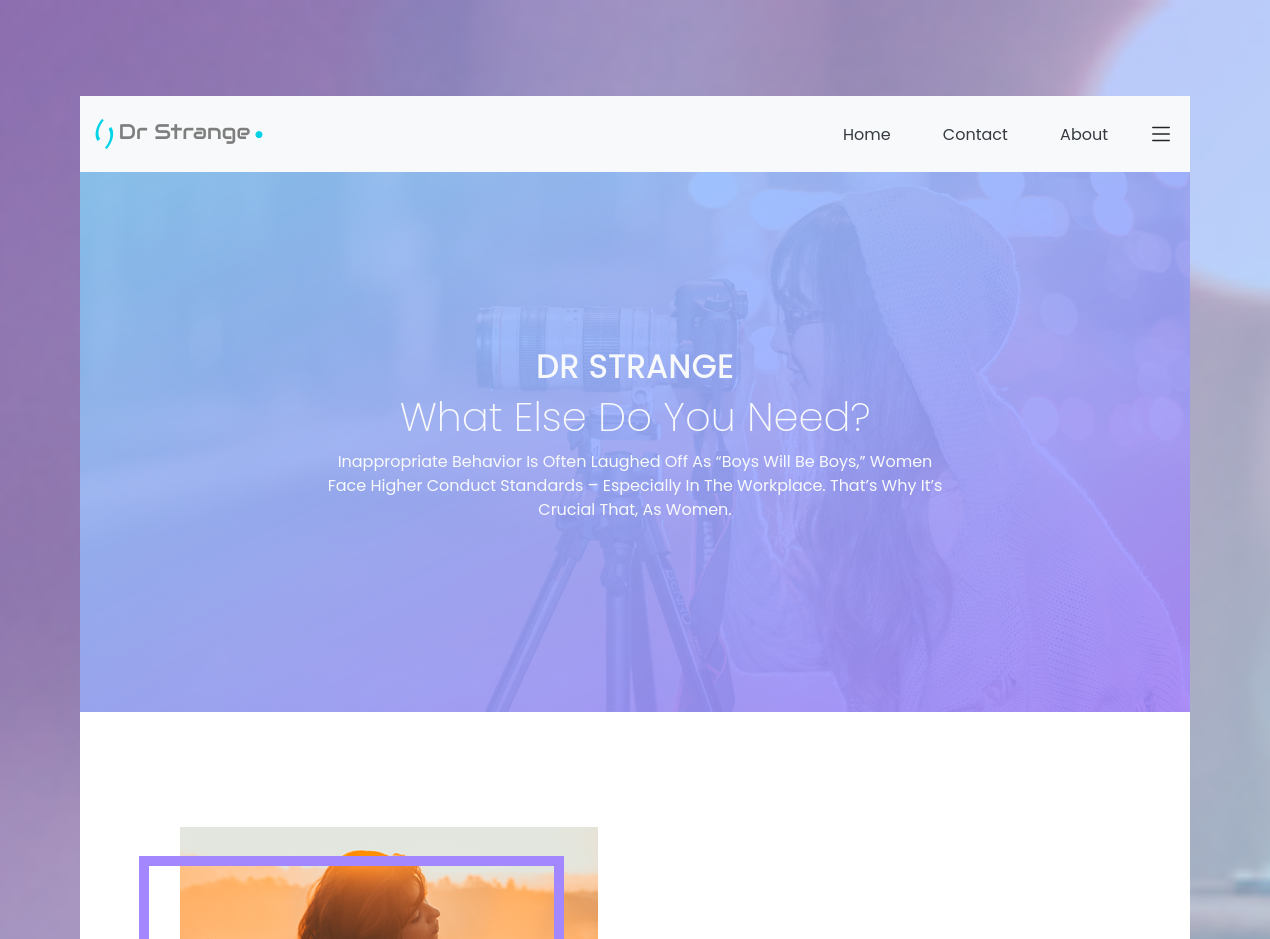 Dr Strange
Home
Contact
About
DR STRANGE
What Else Do You Need?
Inappropriate Behavior Is Often Laughed Off As “Boys Will Be Boys,” Women
Face Higher Conduct Standards – Especially In The Workplace. That’s Why It’s
Crucial That, As Women.